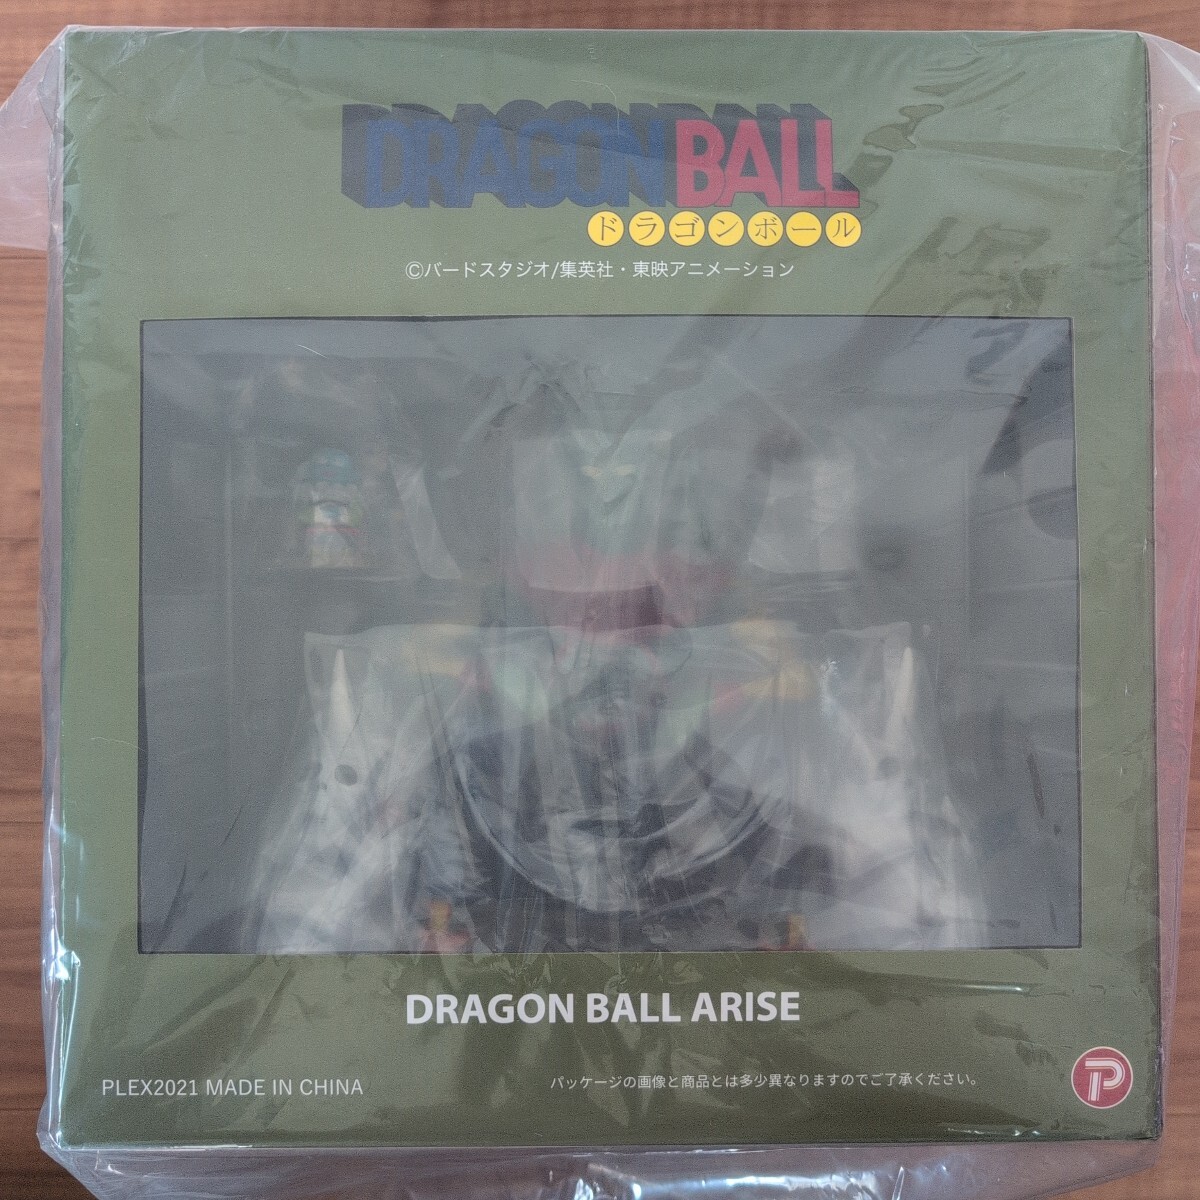 DRAGON BALL
ドラゴンボール
©バードスタジオ/集英社・東映アニメーション
DRAGON BALL ARISE
PLEX2021 MADE IN CHINA
パッケージの画像と商品とは多少異なりますのでご了承ください。
P